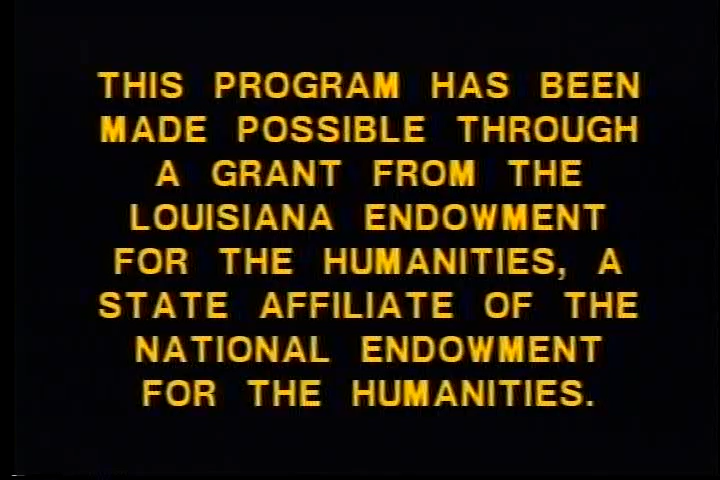 THIS PROGRAM HAS BEEN
MADE POSSIBLE THROUGH
A GRANT FROM THE
LOUISIANA ENDOWMENT
FOR THE HUMANITIES, A
STATE AFFILIATE OF THE
NATIONAL ENDOWMENT
FOR THE HUMANITIES.